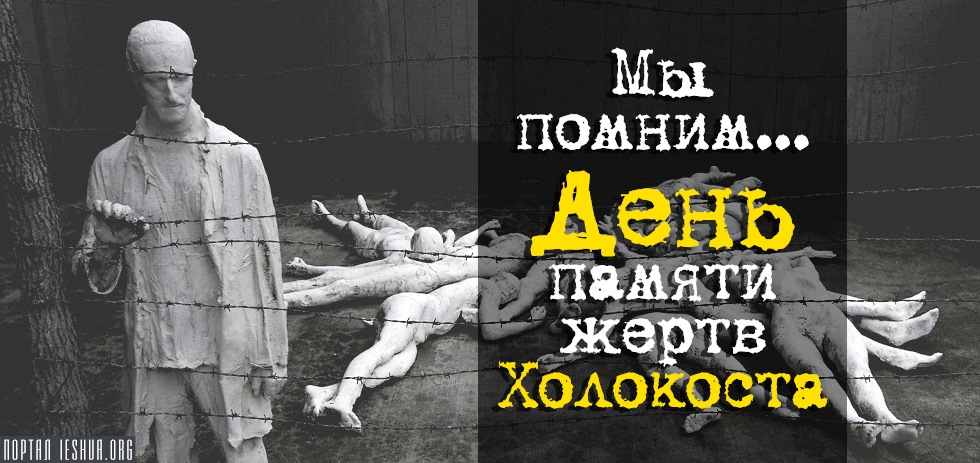 Мы
помним...
День
памяти
жертв
Холокоста
ПОРТАЛ IESHUA.ORG